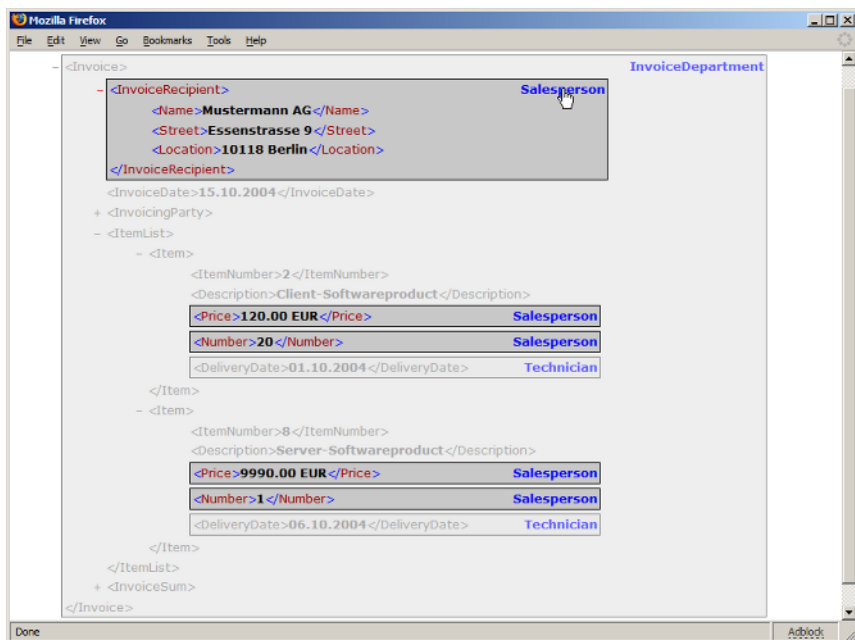 Mozilla Firefox
File Edit View Go Bookmarks Tools Help
− <Invoice> InvoiceDepartment
− <InvoiceRecipient> Salesperson
<Name>Mustermann AG</Name>
<Street>Essenstrasse 9</Street>
<Location>10118 Berlin</Location>
</InvoiceRecipient>
<InvoiceDate>15.10.2004</InvoiceDate>
+ <InvoicingParty>
− <ItemList>
− <Item>
<ItemNumber>2</ItemNumber>
<Description>Client-Softwareproduct</Description>
<Price>120.00 EUR</Price> Salesperson
<Number>20</Number> Salesperson
<DeliveryDate>01.10.2004</DeliveryDate> Technician
</Item>
− <Item>
<ItemNumber>8</ItemNumber>
<Description>Server-Softwareproduct</Description>
<Price>9990.00 EUR</Price> Salesperson
<Number>1</Number> Salesperson
<DeliveryDate>06.10.2004</DeliveryDate> Technician
</Item>
</ItemList>
+ <InvoiceSum>
</Invoice>
Done Adblock